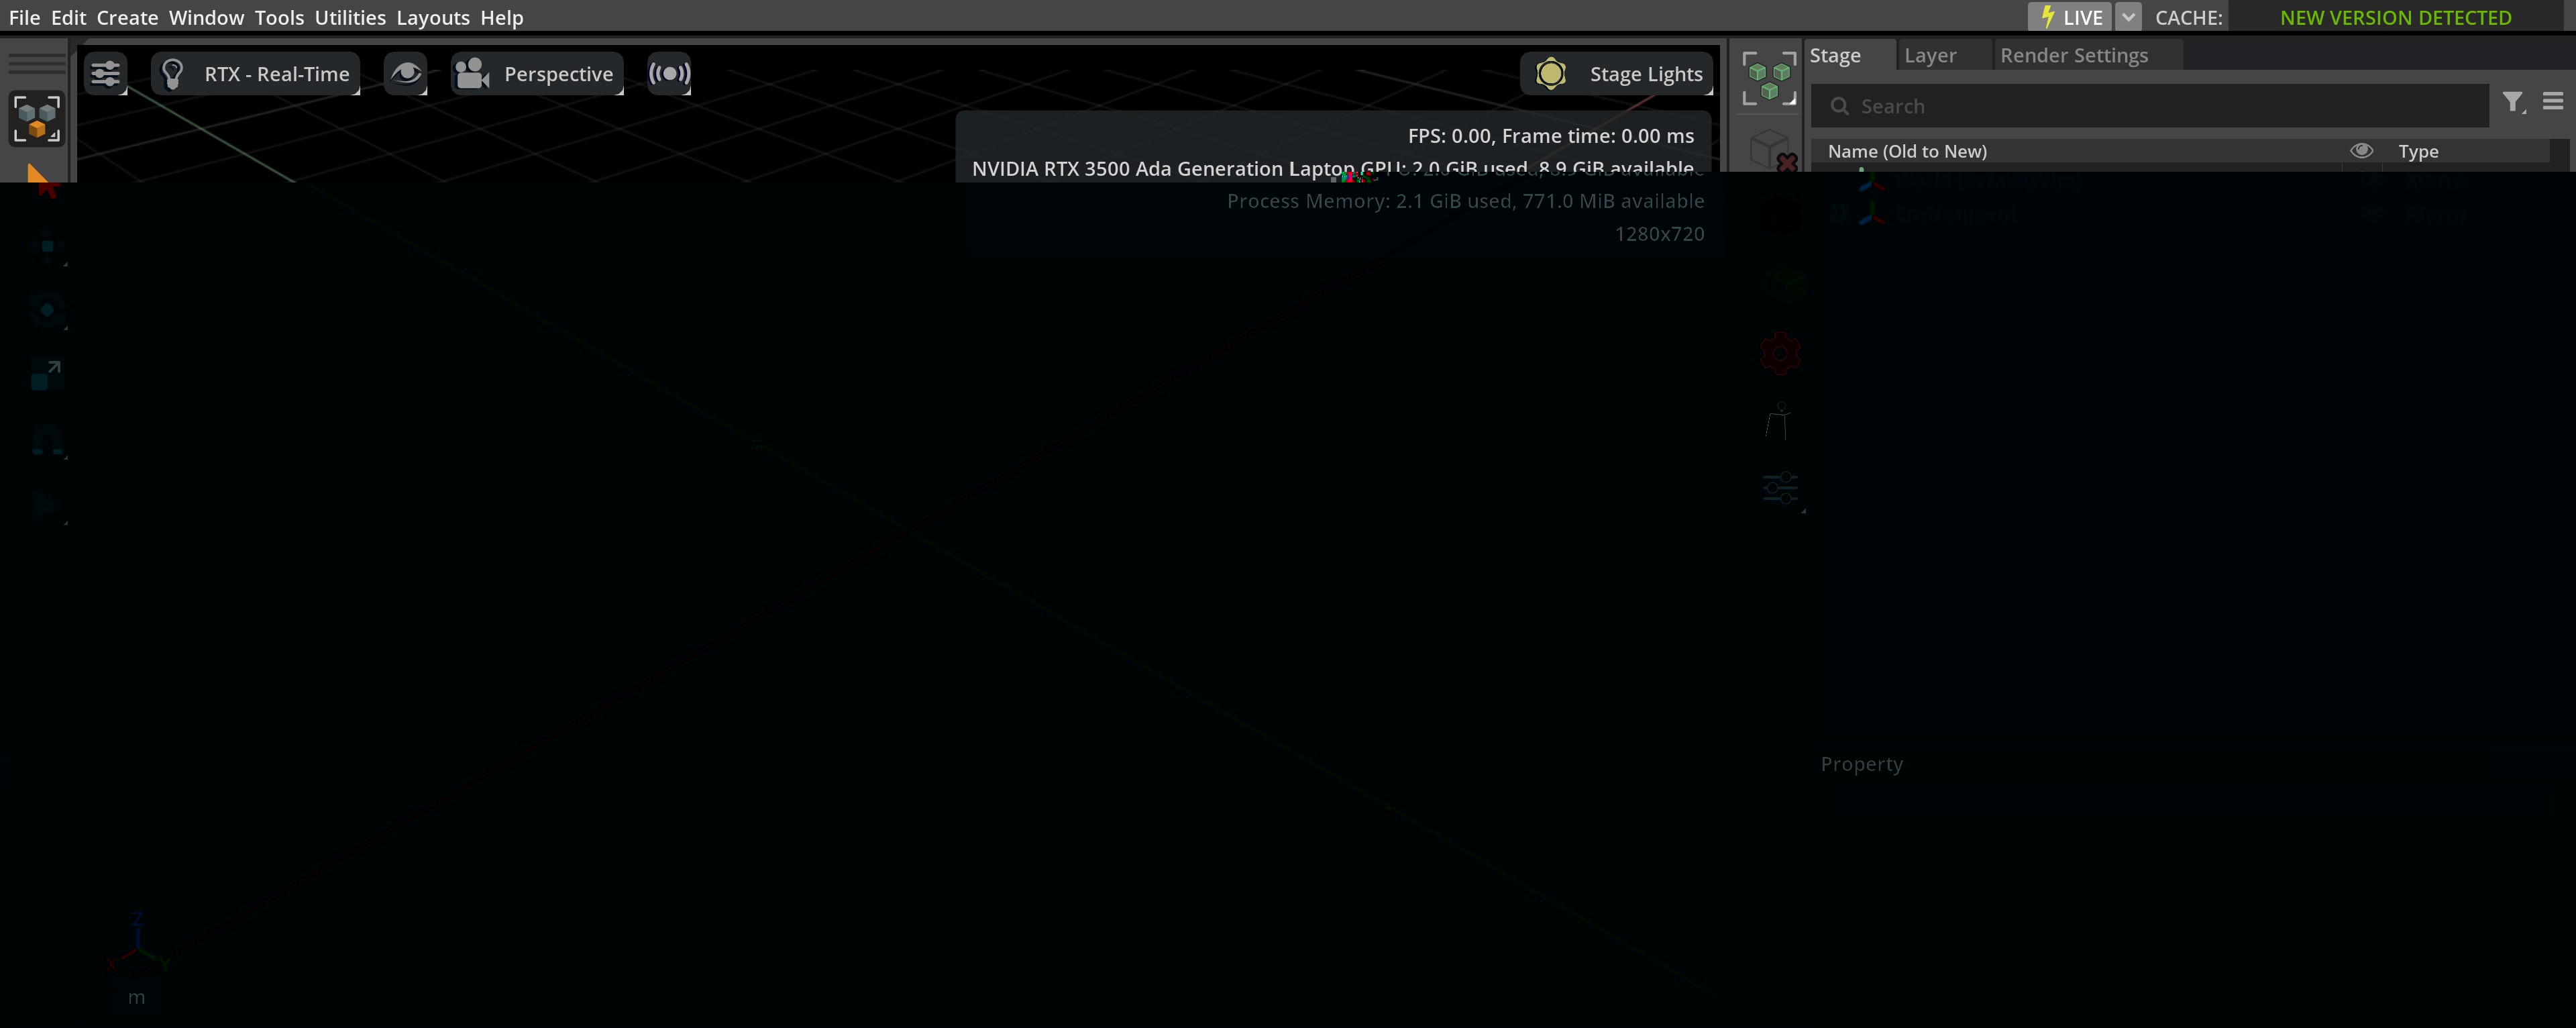 File Edit Create Window Tools Utilities Layouts Help
LIVE CACHE: NEW VERSION DETECTED
RTX - Real-Time
Perspective
Stage Lights
Stage Layer Render Settings
Search
FPS: 0.00, Frame time: 0.00 ms
Name (Old to New) Type
NVIDIA RTX 3500 Ada Generation Laptop GPU: 2.0 GiB used, 8.9 GiB available
Process Memory: 2.1 GiB used, 771.0 MiB available
1280x720
Property
Z
X Y
m